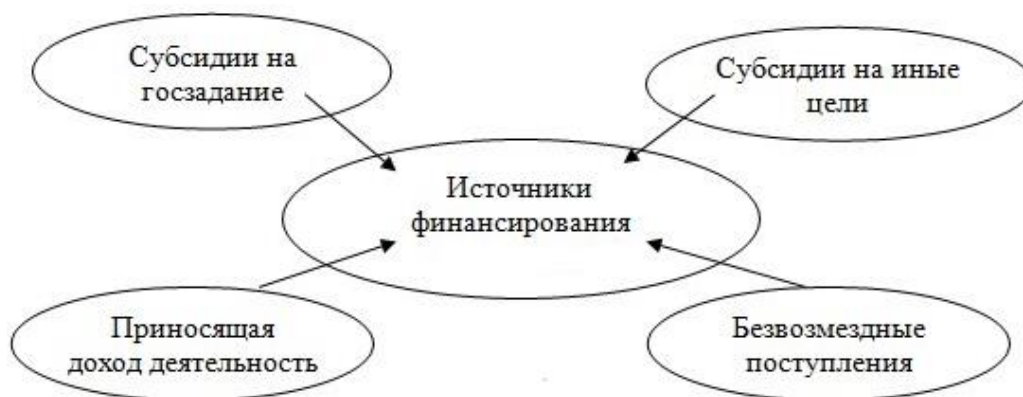 Субсидии на
госзадание
Субсидии на иные
цели
Источники
финансирования
Приносящая
доход деятельность
Безвозмездные
поступления